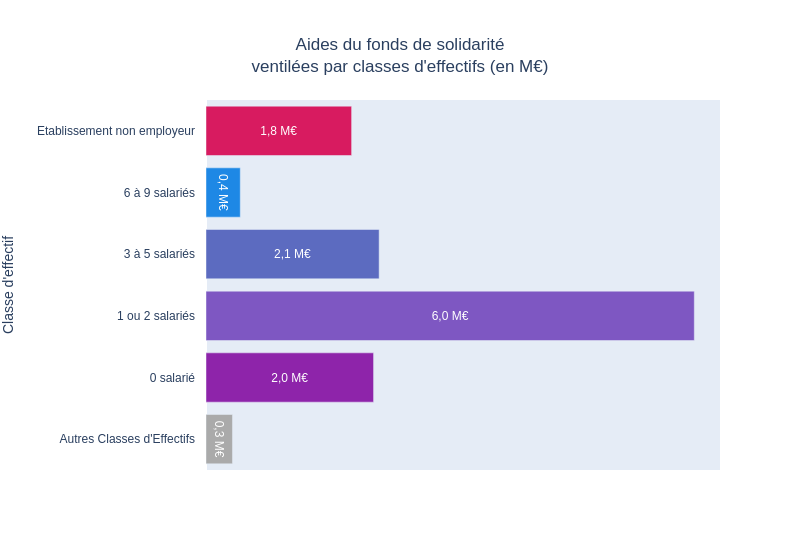 Aides du fonds de solidarité
ventilées par classes d'effectifs (en M€)
Classe d'effectif
Etablissement non employeur
1,8 M€
6 à 9 salariés
0,4 M€
3 à 5 salariés
2,1 M€
1 ou 2 salariés
6,0 M€
0 salarié
2,0 M€
Autres Classes d'Effectifs
0,3 M€